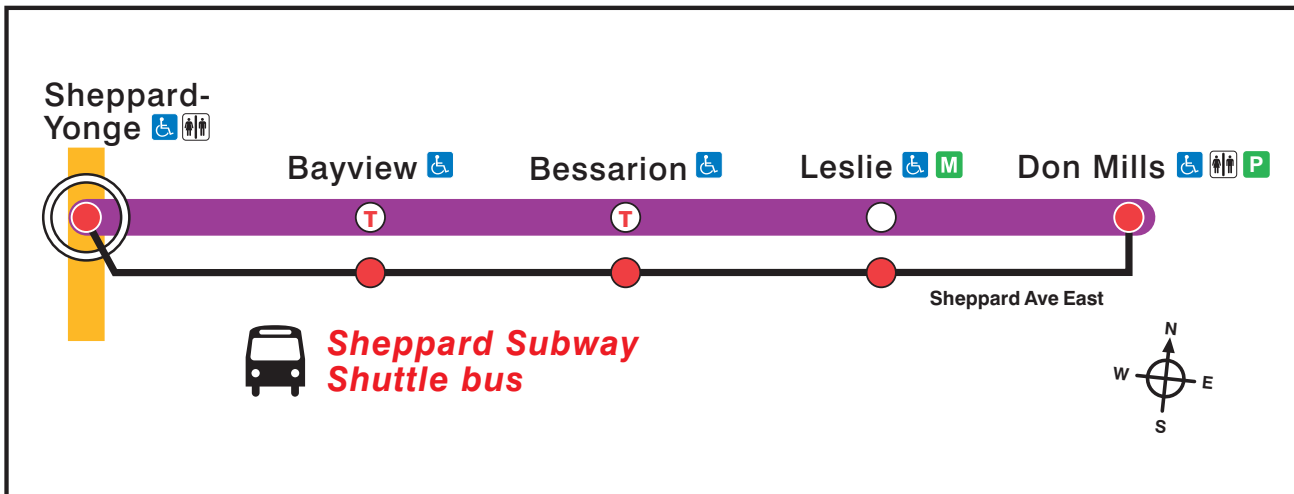 Sheppard-
Yonge
Bayview
Bessarion
Leslie M
Don Mills P
T
T
Sheppard Ave East
Sheppard Subway
Shuttle bus
N
W
E
S